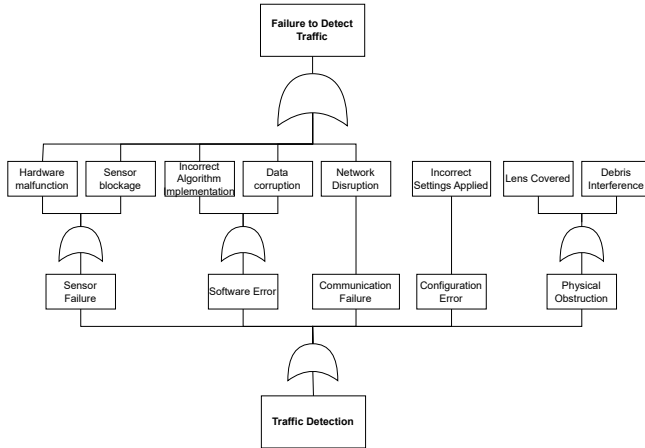 Failure to Detect
Traffic
Hardware
malfunction
Sensor
blockage
Incorrect
Algorithm
Implementation
Data
corruption
Network
Disruption
Incorrect
Settings Applied
Lens Covered
Debris
Interference
Sensor
Failure
Software Error
Communication
Failure
Configuration
Error
Physical
Obstruction
Traffic Detection